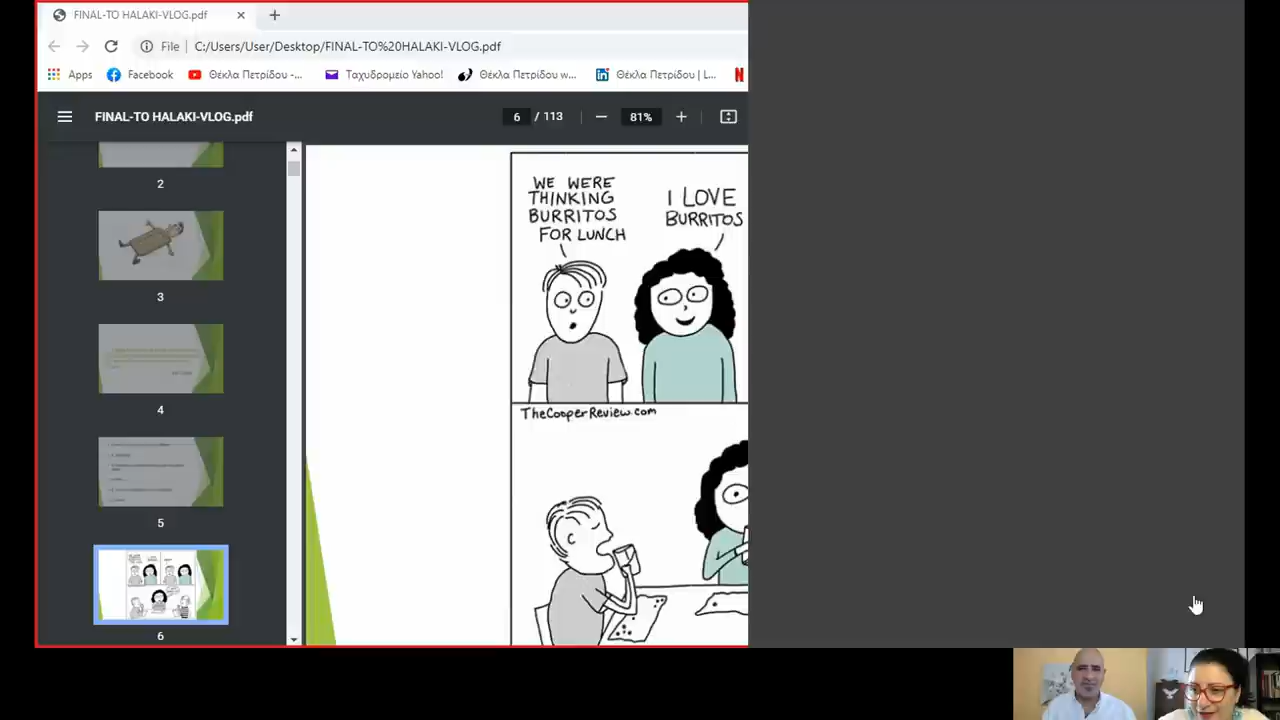 FINAL-TO HALAKI-VLOG.pdf
File C:/Users/User/Desktop/FINAL-TO%20HALAKI-VLOG.pdf
Apps Facebook Θέκλα Πετρίδου -... Ταχυδρομείο Yahoo! Θέκλα Πετρίδου w... Θέκλα Πετρίδου | L...
FINAL-TO HALAKI-VLOG.pdf 6 / 113 81%
2
3
4
5
6
WE WERE
THINKING
BURRITOS
FOR LUNCH
I LOVE
BURRITOS
TheCooperReview.com